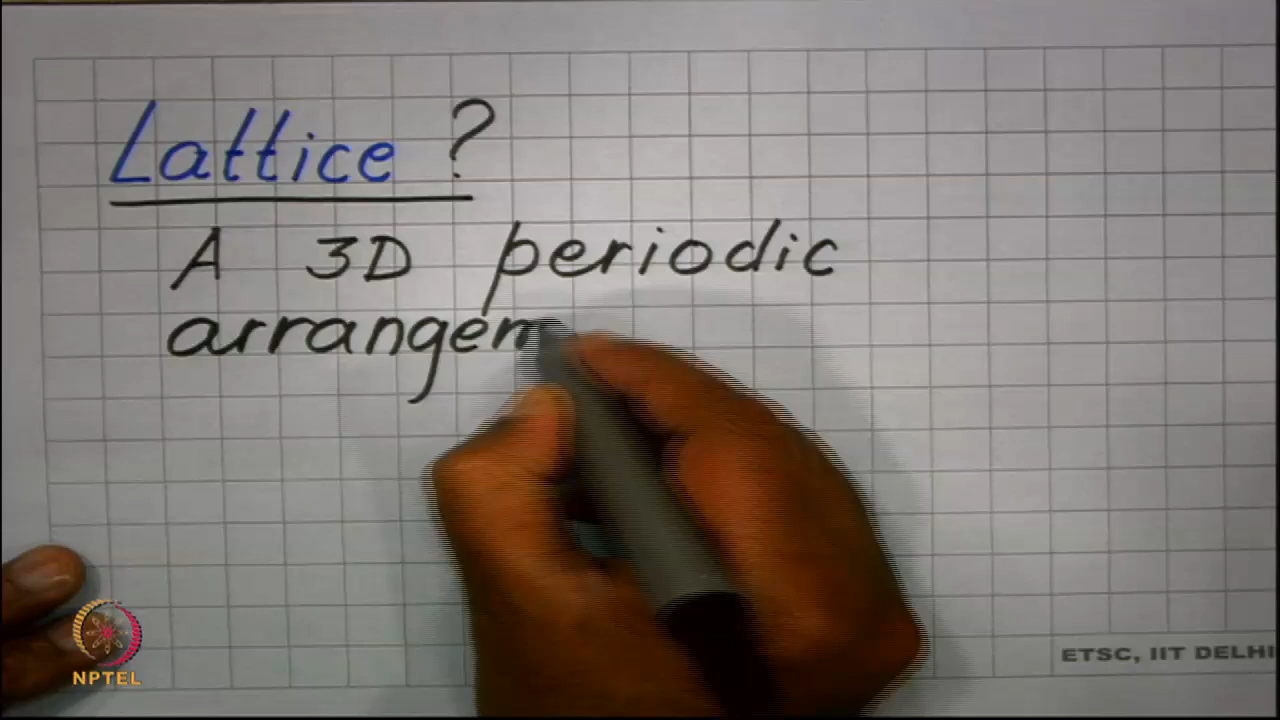 Lattice ?
A 3D periodic
arrangem
NPTEL
ETSC, IIT DELHI